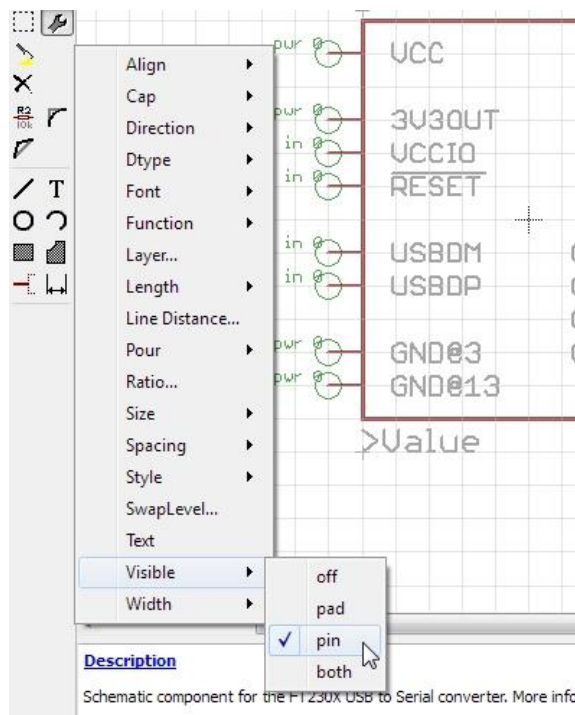 pwr 0
VCC
Align
Cap
pwr 0
3V3OUT
R2
10k
Direction
in 0
VCCIO
Dtype
in 0
RESET
Font
T
Function
in 0
USBDM
Layer...
in 0
USBDP
Length
Line Distance...
Pour
pwr 0
GND@3
Ratio...
pwr 0
GND@13
Size
Spacing
>Value
Style
SwapLevel...
Text
Visible
off
Width
pad
pin
both
Description
Schematic component for the FT230X USB to Serial converter. More info